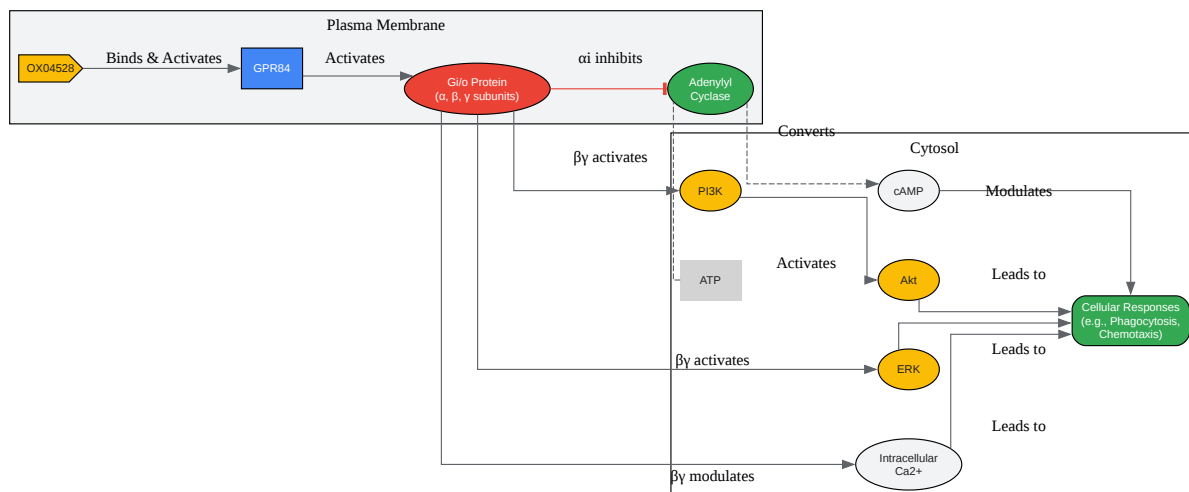 Plasma Membrane
OX04528
Binds & Activates
GPR84
Activates
Gi/o Protein
(α, β, γ subunits)
αi inhibits
Adenylyl
Cyclase
Converts
Cytosol
βγ activates
PI3K
cAMP
Modulates
ATP
Activates
Akt
Leads to
Cellular Responses
(e.g., Phagocytosis,
Chemotaxis)
Leads to
βγ activates
ERK
Leads to
Intracellular
Ca2+
βγ modulates